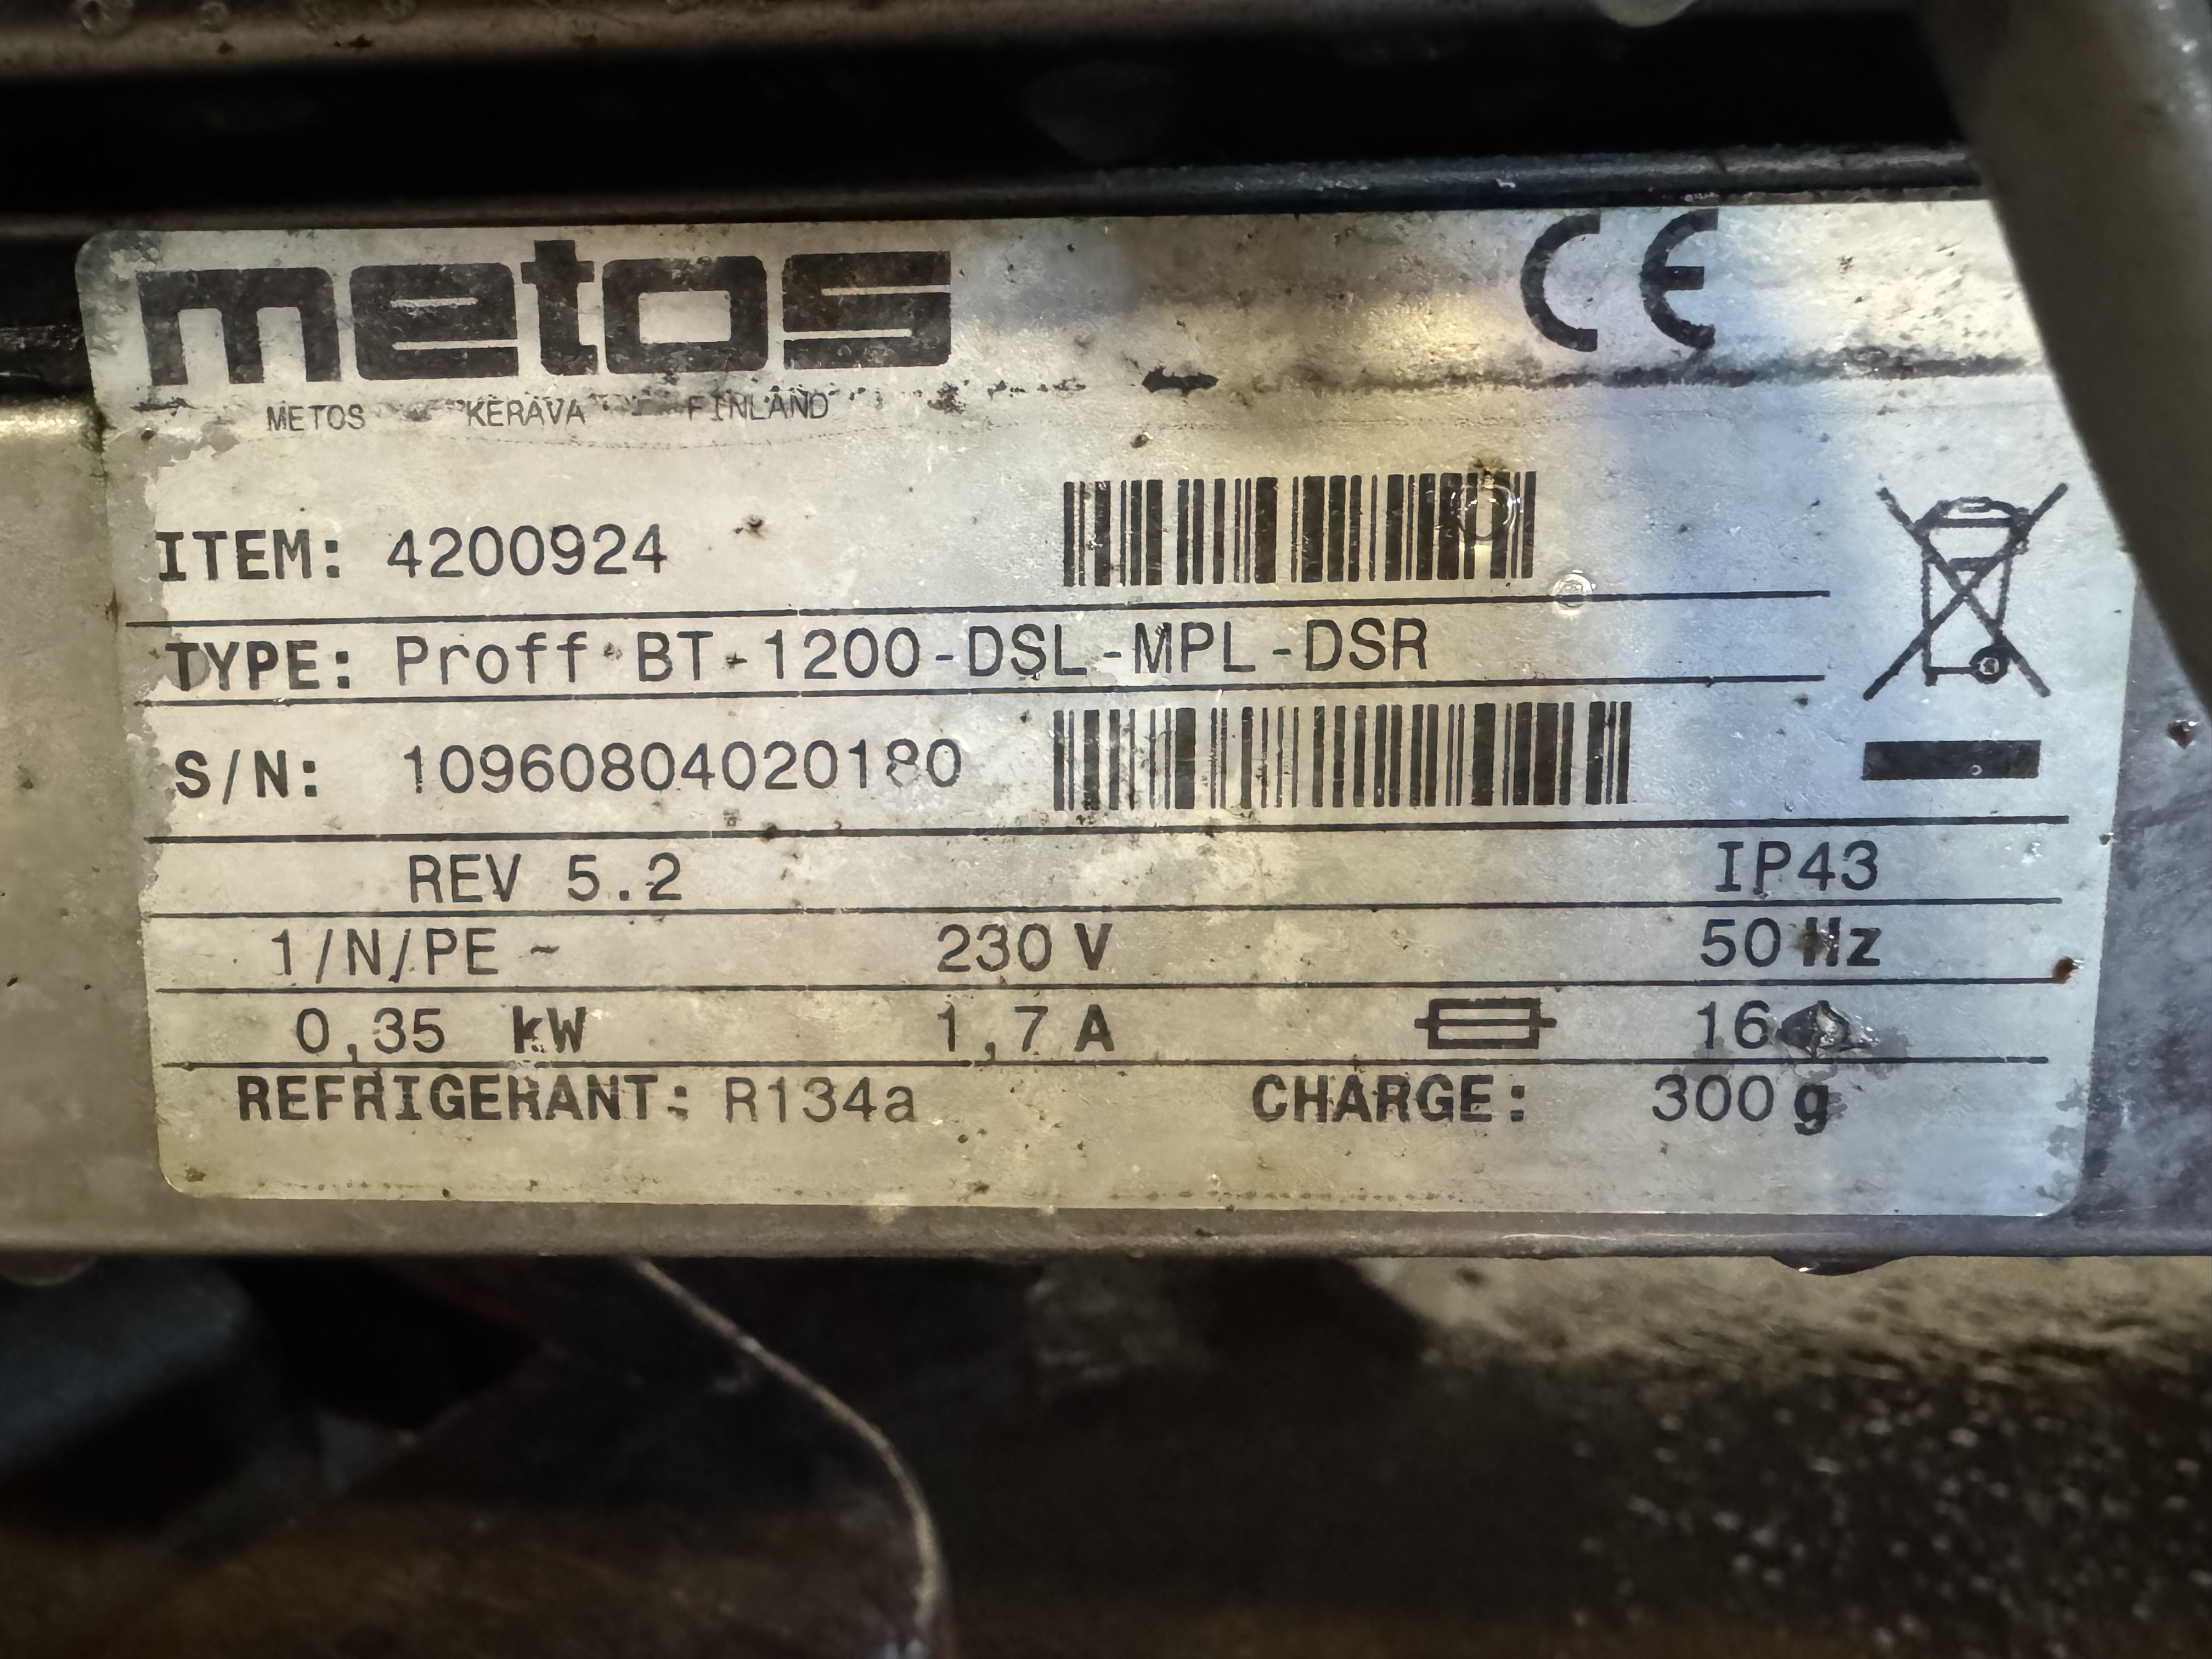 metos
CE
METOS KERAVA FINLAND
ITEM: 4200924
TYPE: Proff BT-1200-DSL-MPL-DSR
S/N: 10960804020180
REV 5.2 IP43
1/N/PE ~ 230 V 50 Hz
0,35 kW 1,7 A 16
REFRIGERANT: R134a CHARGE: 300 g